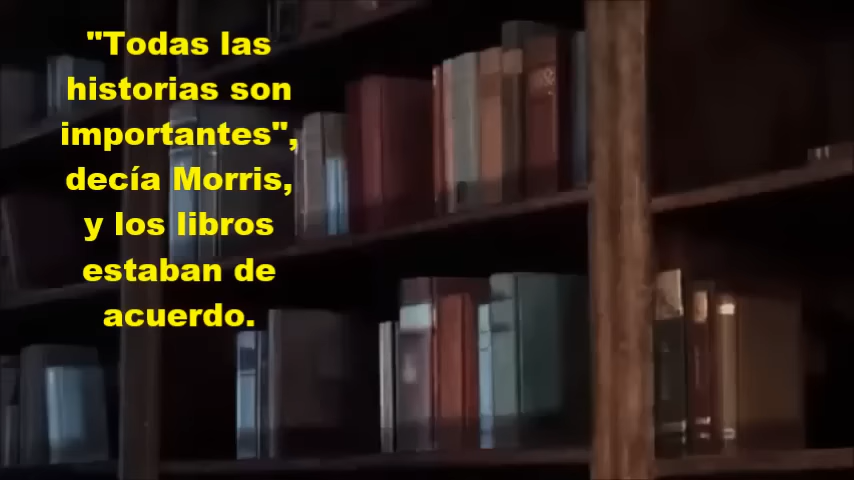 "Todas las
historias son
importantes",
decía Morris,
y los libros
estaban de
acuerdo.